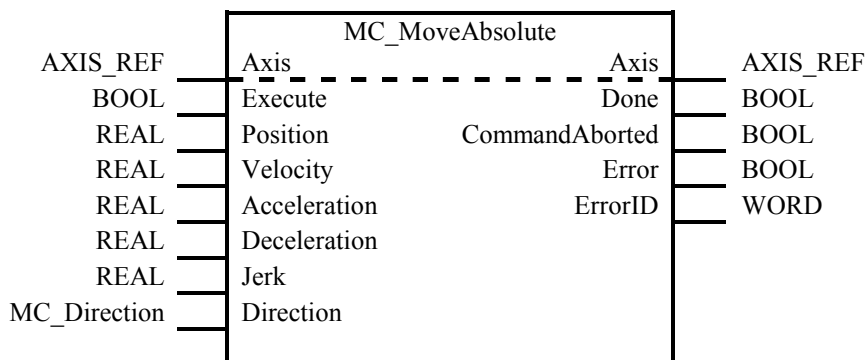 MC_MoveAbsolute
AXIS_REF Axis Axis AXIS_REF
BOOL Execute Done BOOL
REAL Position CommandAborted BOOL
REAL Velocity Error BOOL
REAL Acceleration ErrorID WORD
REAL Deceleration
REAL Jerk
MC_Direction Direction